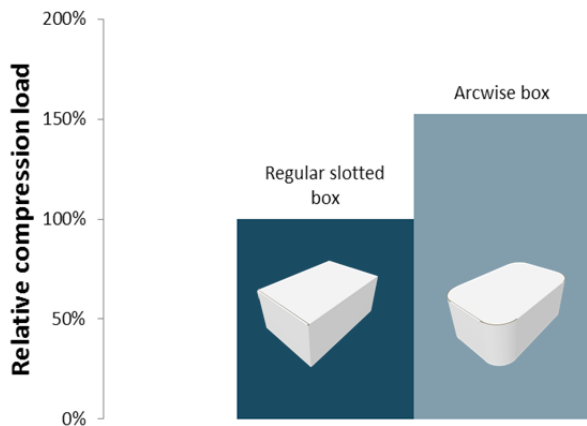 200%
Arcwise box
150%
Regular slotted
box
100%
50%
0%
Relative compression load